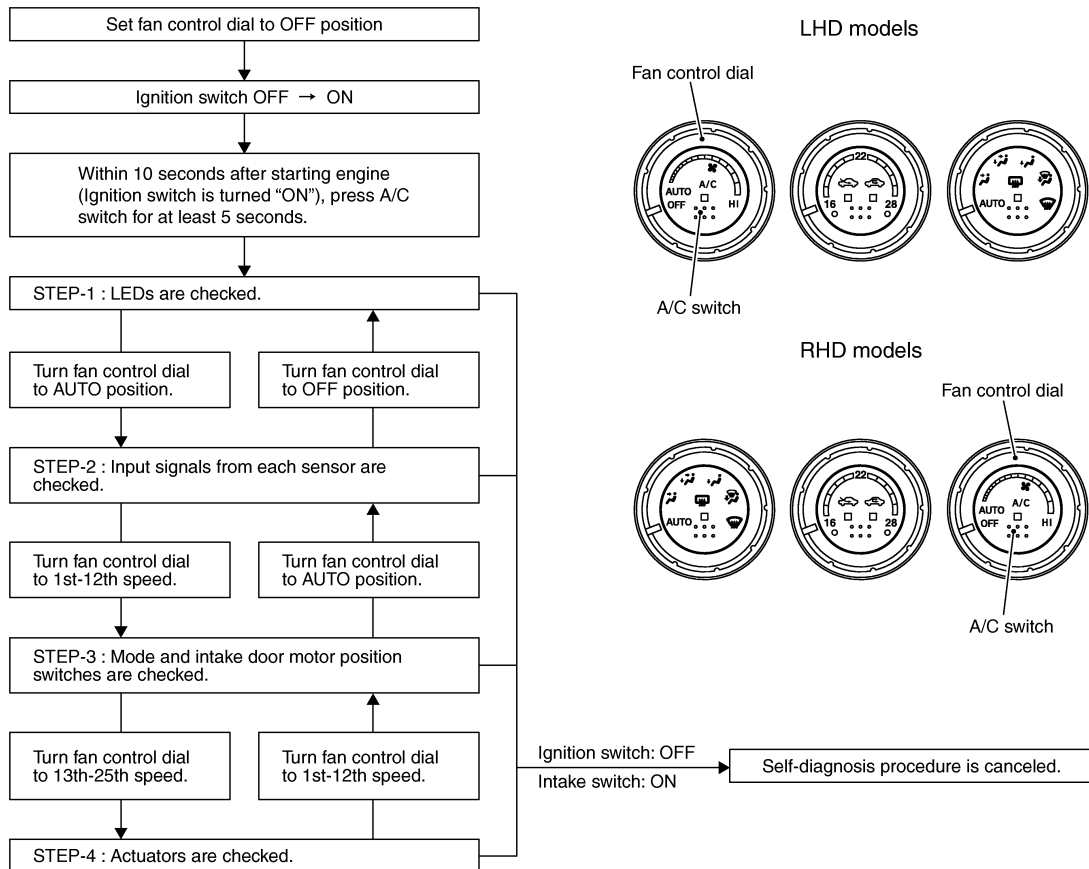 Set fan control dial to OFF position
Ignition switch OFF → ON
Within 10 seconds after starting engine
(Ignition switch is turned “ON”), press A/C
switch for at least 5 seconds.
STEP-1 : LEDs are checked.
Turn fan control dial
to AUTO position.
Turn fan control dial
to OFF position.
STEP-2 : Input signals from each sensor are
checked.
Turn fan control dial
to 1st-12th speed.
Turn fan control dial
to AUTO position.
STEP-3 : Mode and intake door motor position
switches are checked.
Turn fan control dial
to 13th-25th speed.
Turn fan control dial
to 1st-12th speed.
STEP-4 : Actuators are checked.
Ignition switch: OFF
Intake switch: ON
Self-diagnosis procedure is canceled.
LHD models
Fan control dial
A/C
AUTO
OFF
HI
22
16
28
AUTO
A/C switch
RHD models
Fan control dial
AUTO
22
16
28
A/C
AUTO
OFF
HI
A/C switch